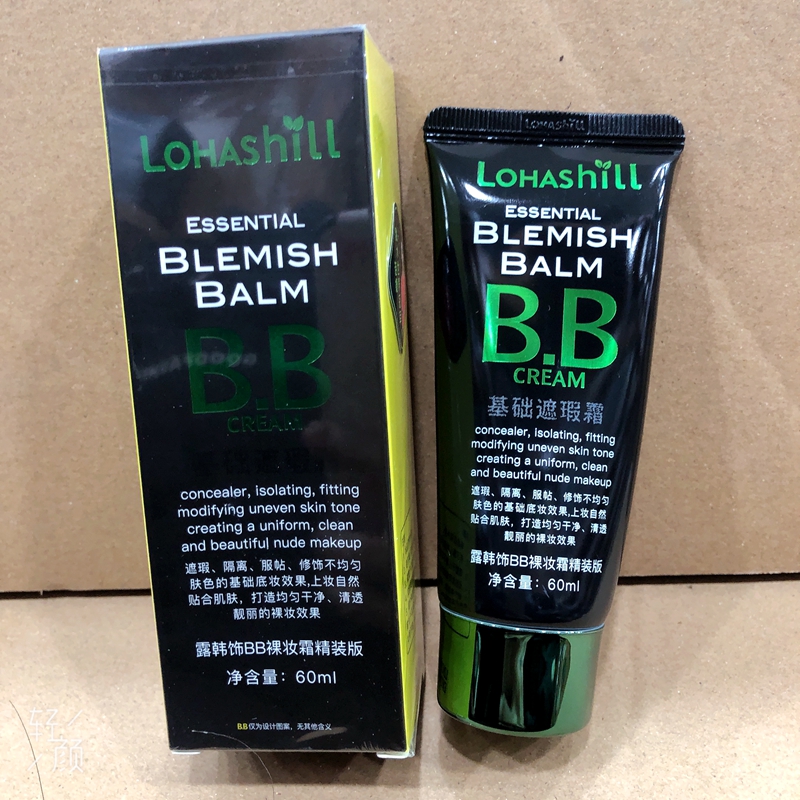 LOHAShill
ESSENTIAL
BLEMISH
BALM
B.B
CREAM
concealer, isolating, fitting
modifying uneven skin tone
creating a uniform, clean
and beautiful nude makeup
遮瑕、隔离、服帖、修饰不均匀
肤色的基础底妆效果,上妆自然
贴合肌肤，打造均匀干净、清透
靓丽的裸妆效果
露韩饰BB裸妆霜精装版
净含量：60ml
B.B仅为设计图案，无其他含义
LOHAShill
LOHAShill
ESSENTIAL
BLEMISH
BALM
B.B
CREAM
基础遮瑕霜
concealer, isolating, fitting
modifying uneven skin tone
creating a uniform, clean
and beautiful nude makeup
遮瑕、隔离、服帖、修饰不均匀
肤色的基础底妆效果,上妆自然
贴合肌肤，打造均匀干净、清透
靓丽的裸妆效果
露韩饰BB裸妆霜精装版
净含量：60ml
轻
颜